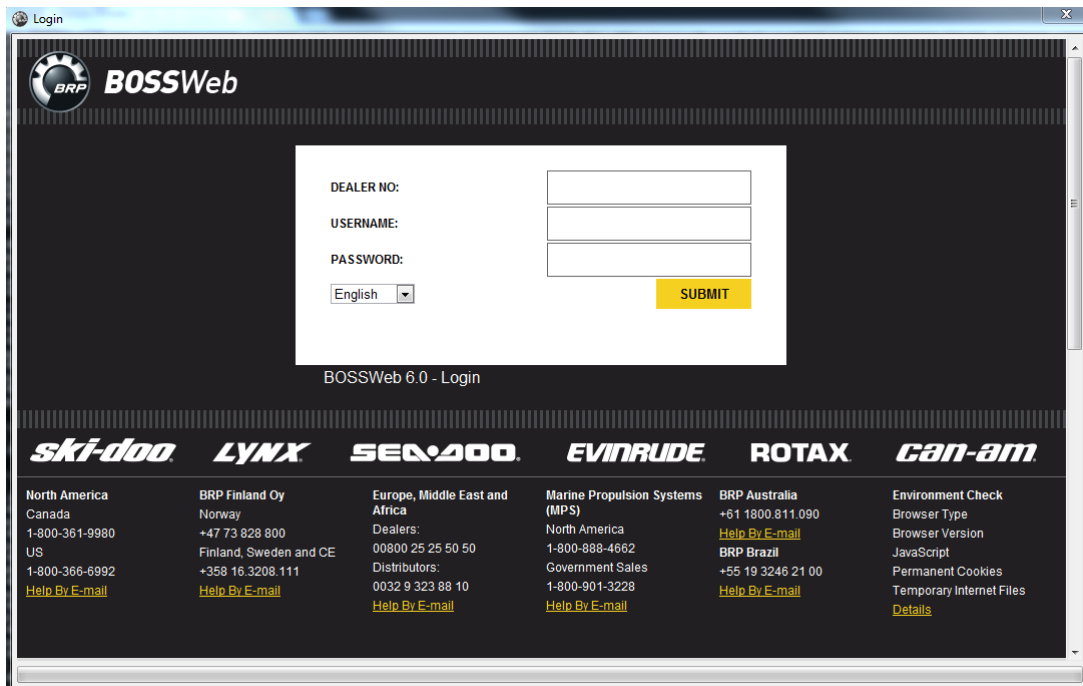 Login
BRP BOSSWeb
DEALER NO:
USERNAME:
PASSWORD:
English SUBMIT
BOSSWeb 6.0 - Login
ski-doo. LYNX. SEA•DOO. EVINRUDE. ROTAX. can-am.
North America
Canada
1-800-361-9980
US
1-800-366-6992
Help By E-mail
BRP Finland Oy
Norway
+47 73 828 800
Finland, Sweden and CE
+358 16.3208.111
Help By E-mail
Europe, Middle East and
Africa
Dealers:
00800 25 25 50 50
Distributors:
0032 9 323 88 10
Help By E-mail
Marine Propulsion Systems
(MPS)
North America
1-800-888-4662
Government Sales
1-800-901-3228
Help By E-mail
BRP Australia
+61 1800.811.090
Help By E-mail
BRP Brazil
+55 19 3246 21 00
Help By E-mail
Environment Check
Browser Type
Browser Version
JavaScript
Permanent Cookies
Temporary Internet Files
Details